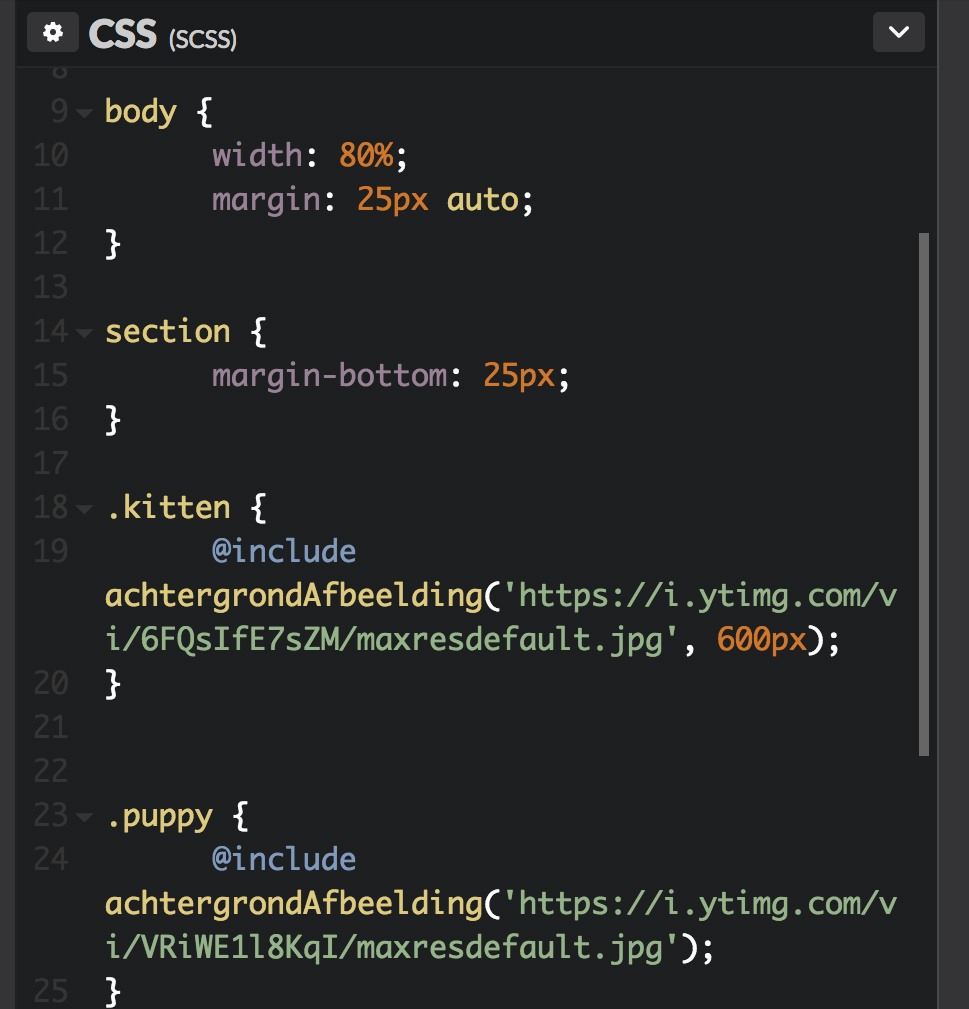 CSS (SCSS)
8
9 body {
10 width: 80%;
11 margin: 25px auto;
12 }
13
14 section {
15 margin-bottom: 25px;
16 }
17
18 .kitten {
19 @include
achtergrondAfbeelding('https://i.ytimg.com/v
i/6FQsIfE7sZM/maxresdefault.jpg', 600px);
20 }
21
22
23 .puppy {
24 @include
achtergrondAfbeelding('https://i.ytimg.com/v
i/VRiWE1l8KqI/maxresdefault.jpg');
25 }